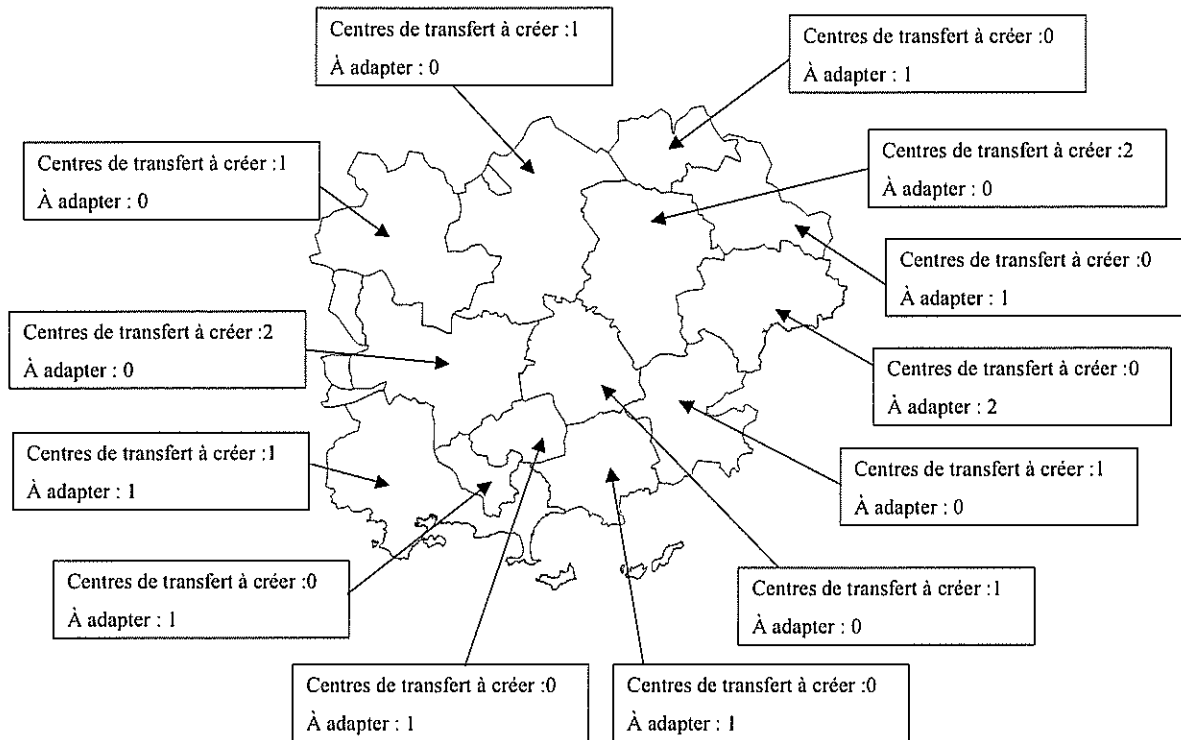 Centres de transfert à créer :1
À adapter : 0
Centres de transfert à créer :0
À adapter : 1
Centres de transfert à créer :1
À adapter : 0
Centres de transfert à créer :2
À adapter : 0
Centres de transfert à créer :0
À adapter : 1
Centres de transfert à créer :2
À adapter : 0
Centres de transfert à créer :0
À adapter : 2
Centres de transfert à créer :1
À adapter : 1
Centres de transfert à créer :1
À adapter : 0
Centres de transfert à créer :0
À adapter : 1
Centres de transfert à créer :1
À adapter : 0
Centres de transfert à créer :0
À adapter : 1
Centres de transfert à créer :0
À adapter : 1